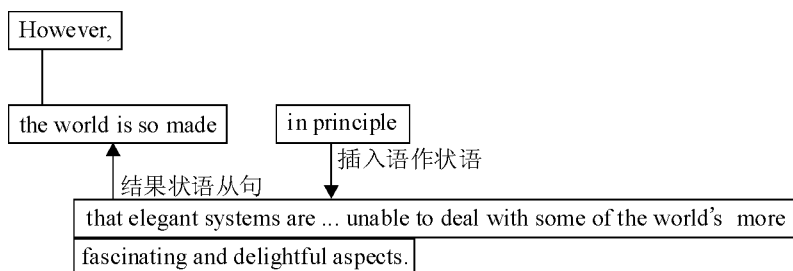 However,
the world is so made
in principle
插入语作状语
结果状语从句
that elegant systems are ... unable to deal with some of the world's more
fascinating and delightful aspects.